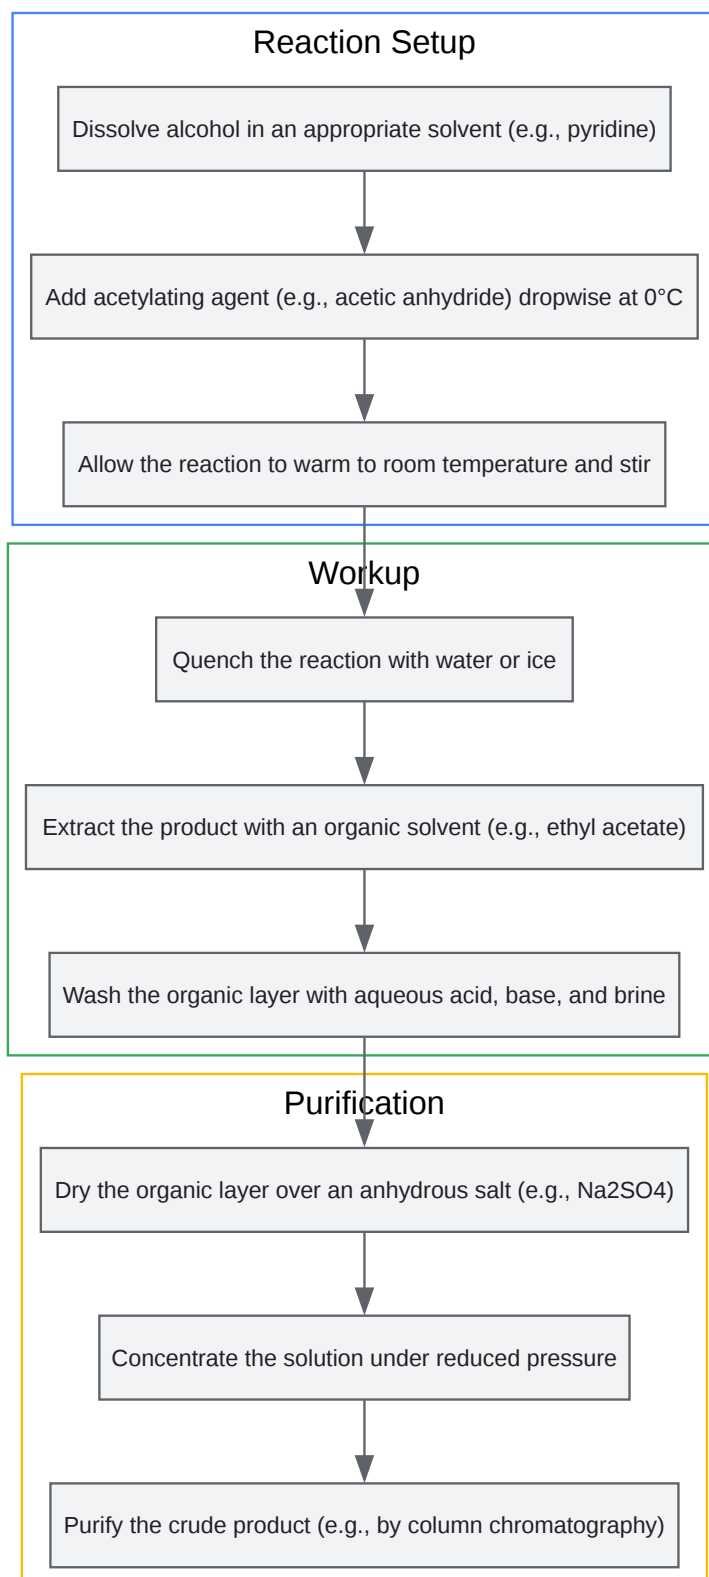 Reaction Setup
Dissolve alcohol in an appropriate solvent (e.g., pyridine)
Add acetylating agent (e.g., acetic anhydride) dropwise at 0°C
Allow the reaction to warm to room temperature and stir
Workup
Quench the reaction with water or ice
Extract the product with an organic solvent (e.g., ethyl acetate)
Wash the organic layer with aqueous acid, base, and brine
Purification
Dry the organic layer over an anhydrous salt (e.g., Na2SO4)
Concentrate the solution under reduced pressure
Purify the crude product (e.g., by column chromatography)